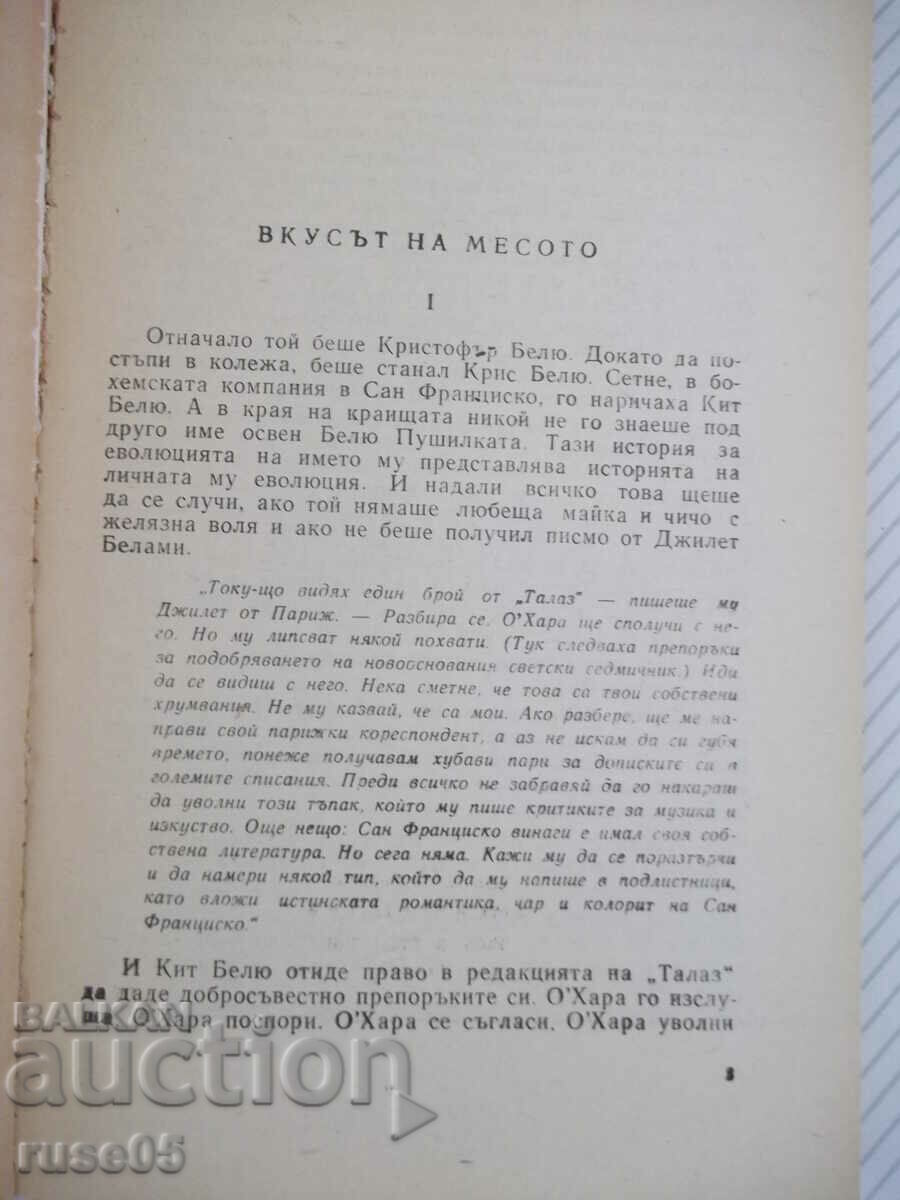 ВКУСЪТ НА МЕСОТО
I
Отначало той беше Кристофър Белю. Докато да по-
стъпи в колежа, беше станал Крис Белю. Сетне, в бо-
хемската компания в Сан Франциско, го наричаха Кит
Белю. А в края на краищата никой не го знаеше под
друго име освен Белю Пушилката. Тази история за
еволюцията на името му представлява историята на
личната му еволюция. И надали всичко това щеше
да се случи, ако той нямаше любеща майка и чичо с
желязна воля и ако не беше получил писмо от Джилет
Белами.
„Току-що видях един брой от „Талаз“ — пишеше му
Джилет от Париж. — Разбира се, О'Хара ще сполучи с не-
го. Но му липсват някой похвати. (Тук следваха препоръки
за подобряването на новооснования светски седмичник.) Иди
да се видиш с него. Нека сметне, че това са твои собствени
хрумвания. Не му казвай, че са мои. Ако разбере, ще ме на-
прави свой парижки кореспондент, а аз не искам да си губя
времето, понеже получавам хубави пари за дописките си в
големите списания. Преди всичко не забравяй да го накараш
да уволни този тъпак, който му пише критиките за музика и
изкуство. Още нещо: Сан Франциско винаги е имал своя соб-
ствена литература. Но сега няма. Кажи му да се поразтърчи
и да намери някой тип, който да му напише в подлистници,
като вложи истинската романтика, чар и колорит на Сан
Франциско.“
И Кит Белю отиде право в редакцията на „Талаз“
да даде добросъвестно препоръките си. О'Хара го изслу-
ша О'Хара поспори. О'Хара се съгласи. О'Хара уволни
3
BALKAN
auction
ruse05